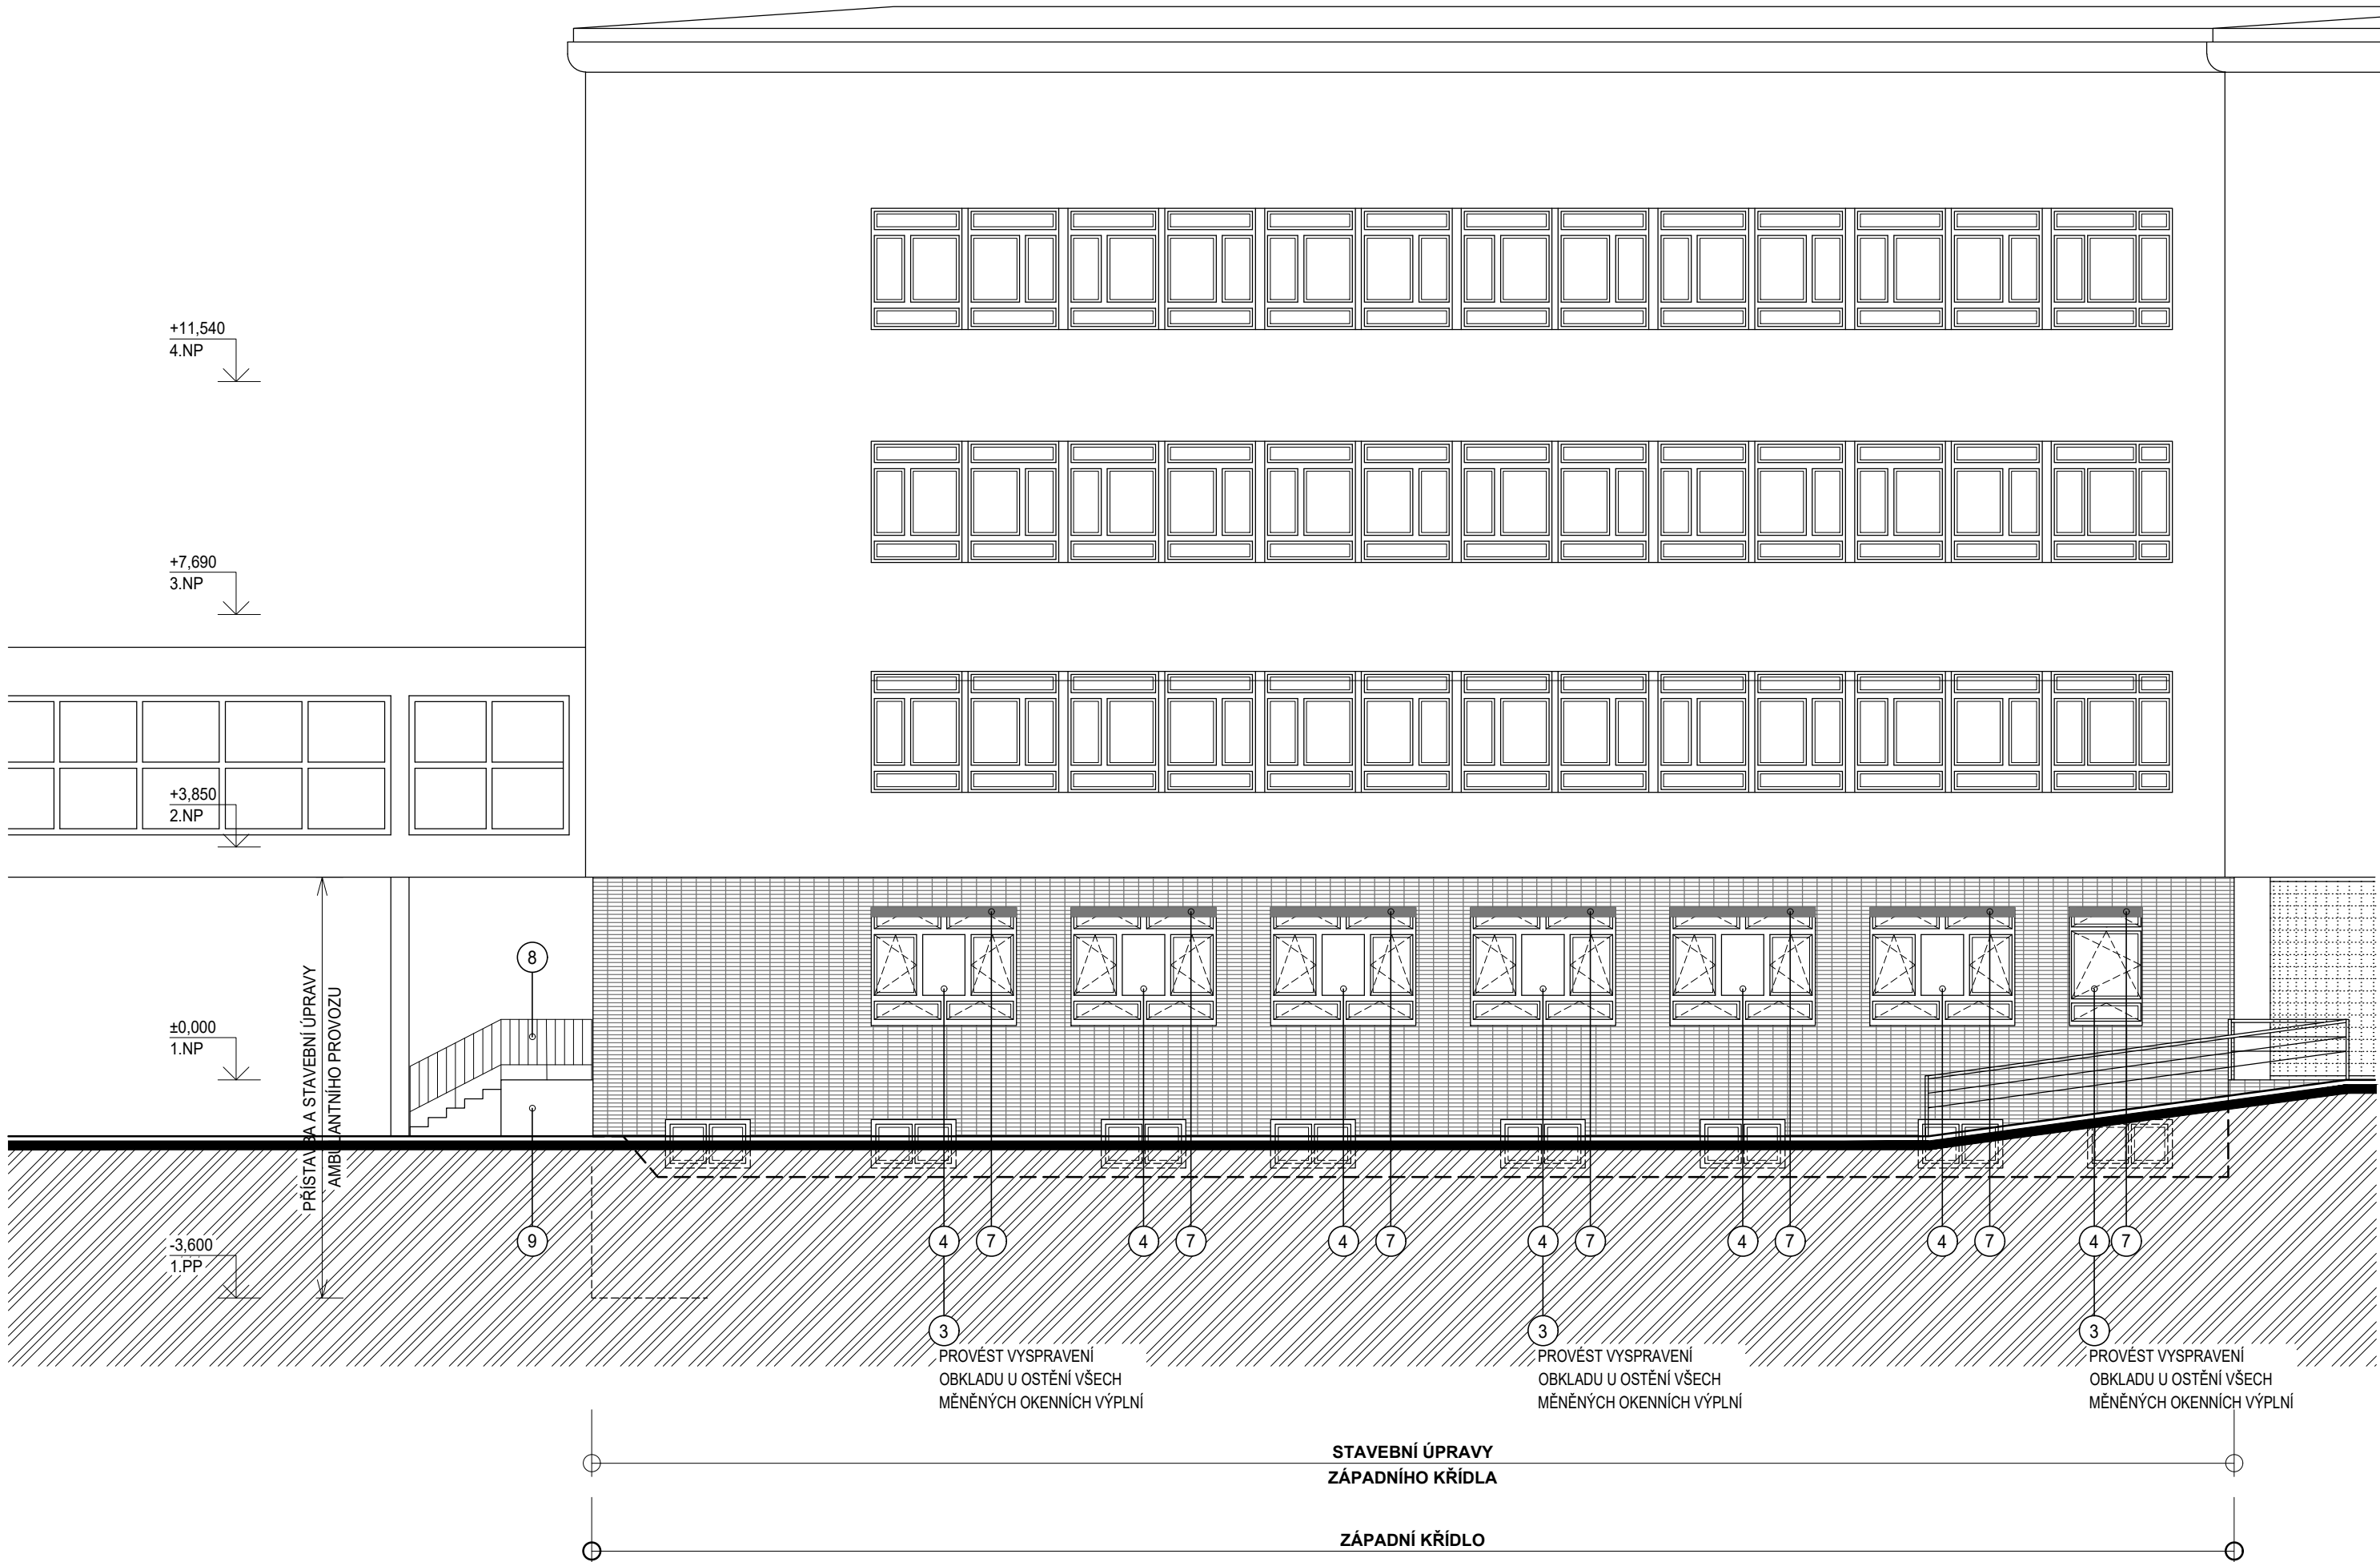 +11,540
4.NP
+7,690
3.NP
+3,850
2.NP
±0,000
1.NP
-3,600
1.PP
PŘÍSTAVBA A STAVEBNÍ ÚPRAVY
AMBULANTNÍHO PROVOZU
8
9
4 7 4 7 4 7 4 7 4 7 4 7 4 7
3
PROVÉST VYSPRAVENÍ
OBKLADU U OSTĚNÍ VŠECH
MĚNĚNÝCH OKENNÍCH VÝPLNÍ
3
PROVÉST VYSPRAVENÍ
OBKLADU U OSTĚNÍ VŠECH
MĚNĚNÝCH OKENNÍCH VÝPLNÍ
3
PROVÉST VYSPRAVENÍ
OBKLADU U OSTĚNÍ VŠECH
MĚNĚNÝCH OKENNÍCH VÝPLNÍ
STAVEBNÍ ÚPRAVY
ZÁPADNÍHO KŘÍDLA
ZÁPADNÍ KŘÍDLO